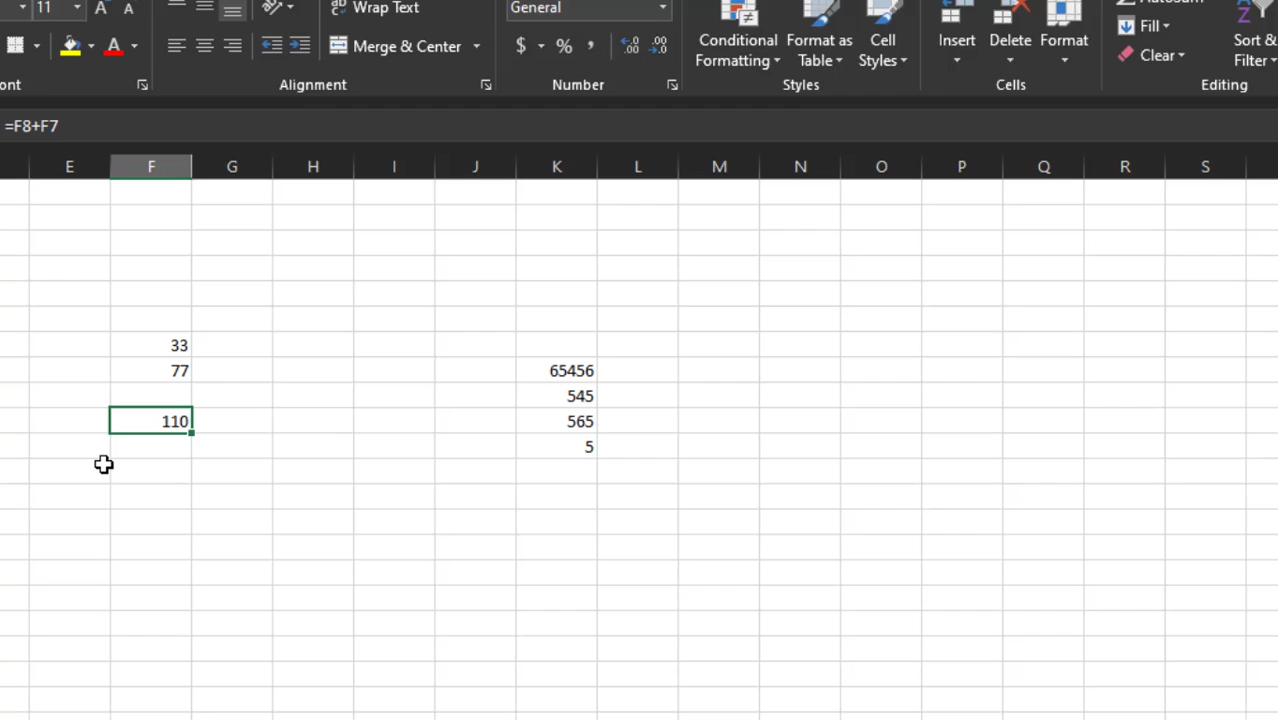 11 A A Wrap Text General
Merge & Center $ % , Conditional Formatting Format as Table Cell Styles Insert Delete Format Fill Clear Sort & Filter
ont Alignment Number Styles Cells Editing
=F8+F7
E F G H I J K L M N O P Q R S
33
77 65456
545
110 565
5